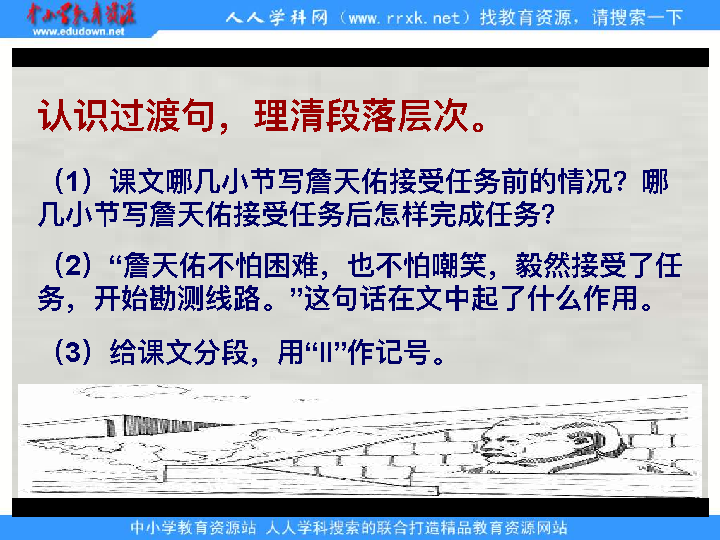 中小学教育资源
www.edudown.net
人人学科网（www.rrxk.net）找教育资源，请搜索一下
认识过渡句，理清段落层次。
（1）课文哪几小节写詹天佑接受任务前的情况？哪
几小节写詹天佑接受任务后怎样完成任务？
（2）“詹天佑不怕困难，也不怕嘲笑，毅然接受了任
务，开始勘测线路。”这句话在文中起了什么作用。
（3）给课文分段，用“II”作记号。
中小学教育资源站 人人学科搜索的联合打造精品教育资源网站